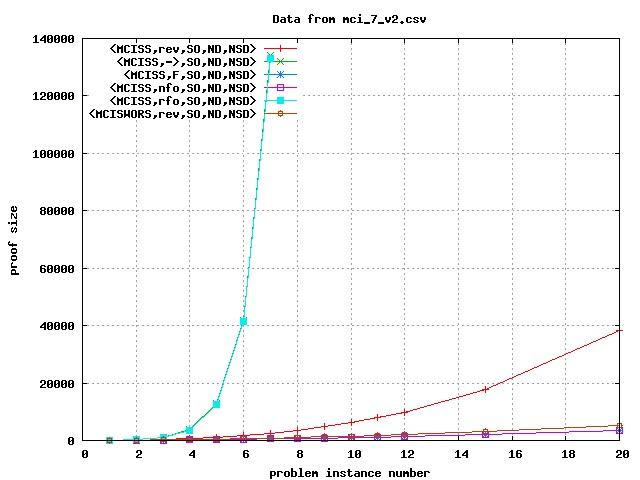 Data from mci_7_v2.csv
140000
120000
100000
80000
60000
40000
20000
0
proof size
<MCISS,rev,SO,ND,NSD>
<MCISS,->,SO,ND,NSD>
<MCISS,F,SO,ND,NSD>
<MCISS,nfo,SO,ND,NSD>
<MCISS,rfo,SO,ND,NSD>
<MCISWORS,rev,SO,ND,NSD>
0 2 4 6 8 10 12 14 16 18 20
problem instance number